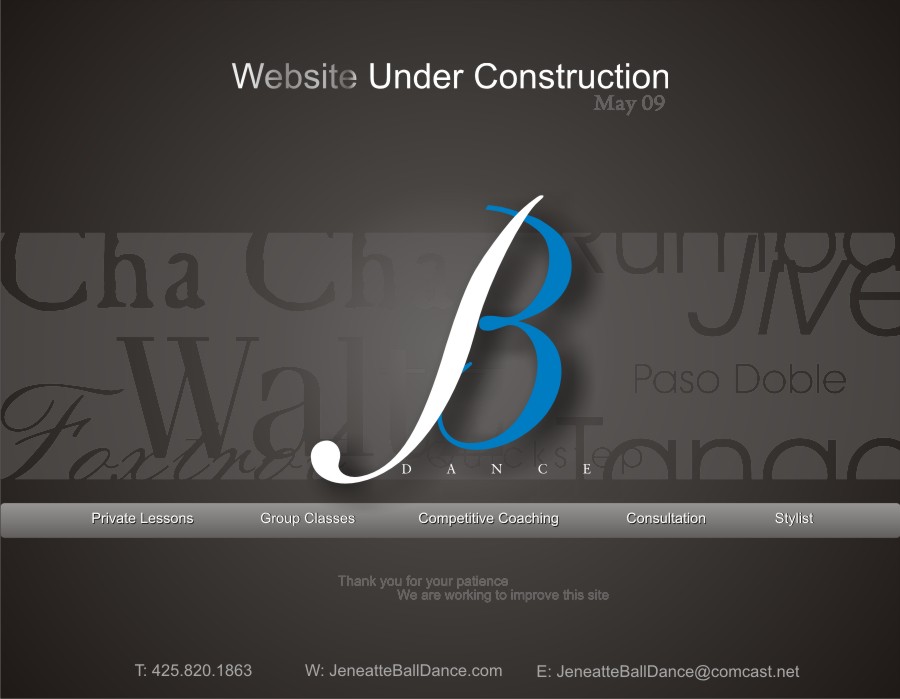 Website Under Construction
May 09
Cha Cha
Rumba
Jive
Waltz
Paso Doble
Foxtrot
Quickstep
Tango
JB
DANCE
Private Lessons Group Classes Competitive Coaching Consultation Stylist
Thank you for your patience
We are working to improve this site
T: 425.820.1863 W: JeneatteBallDance.com E: JeneatteBallDance@comcast.net